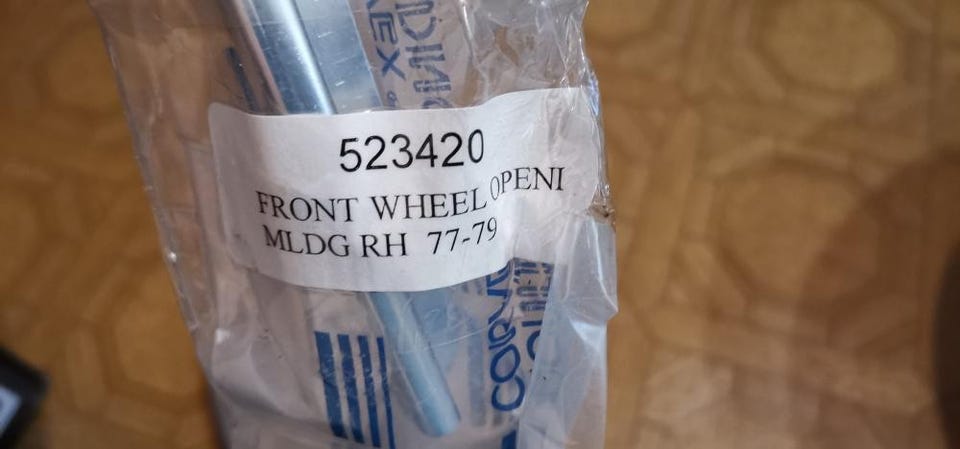 523420
FRONT WHEEL OPENI
MLDG RH 77-79